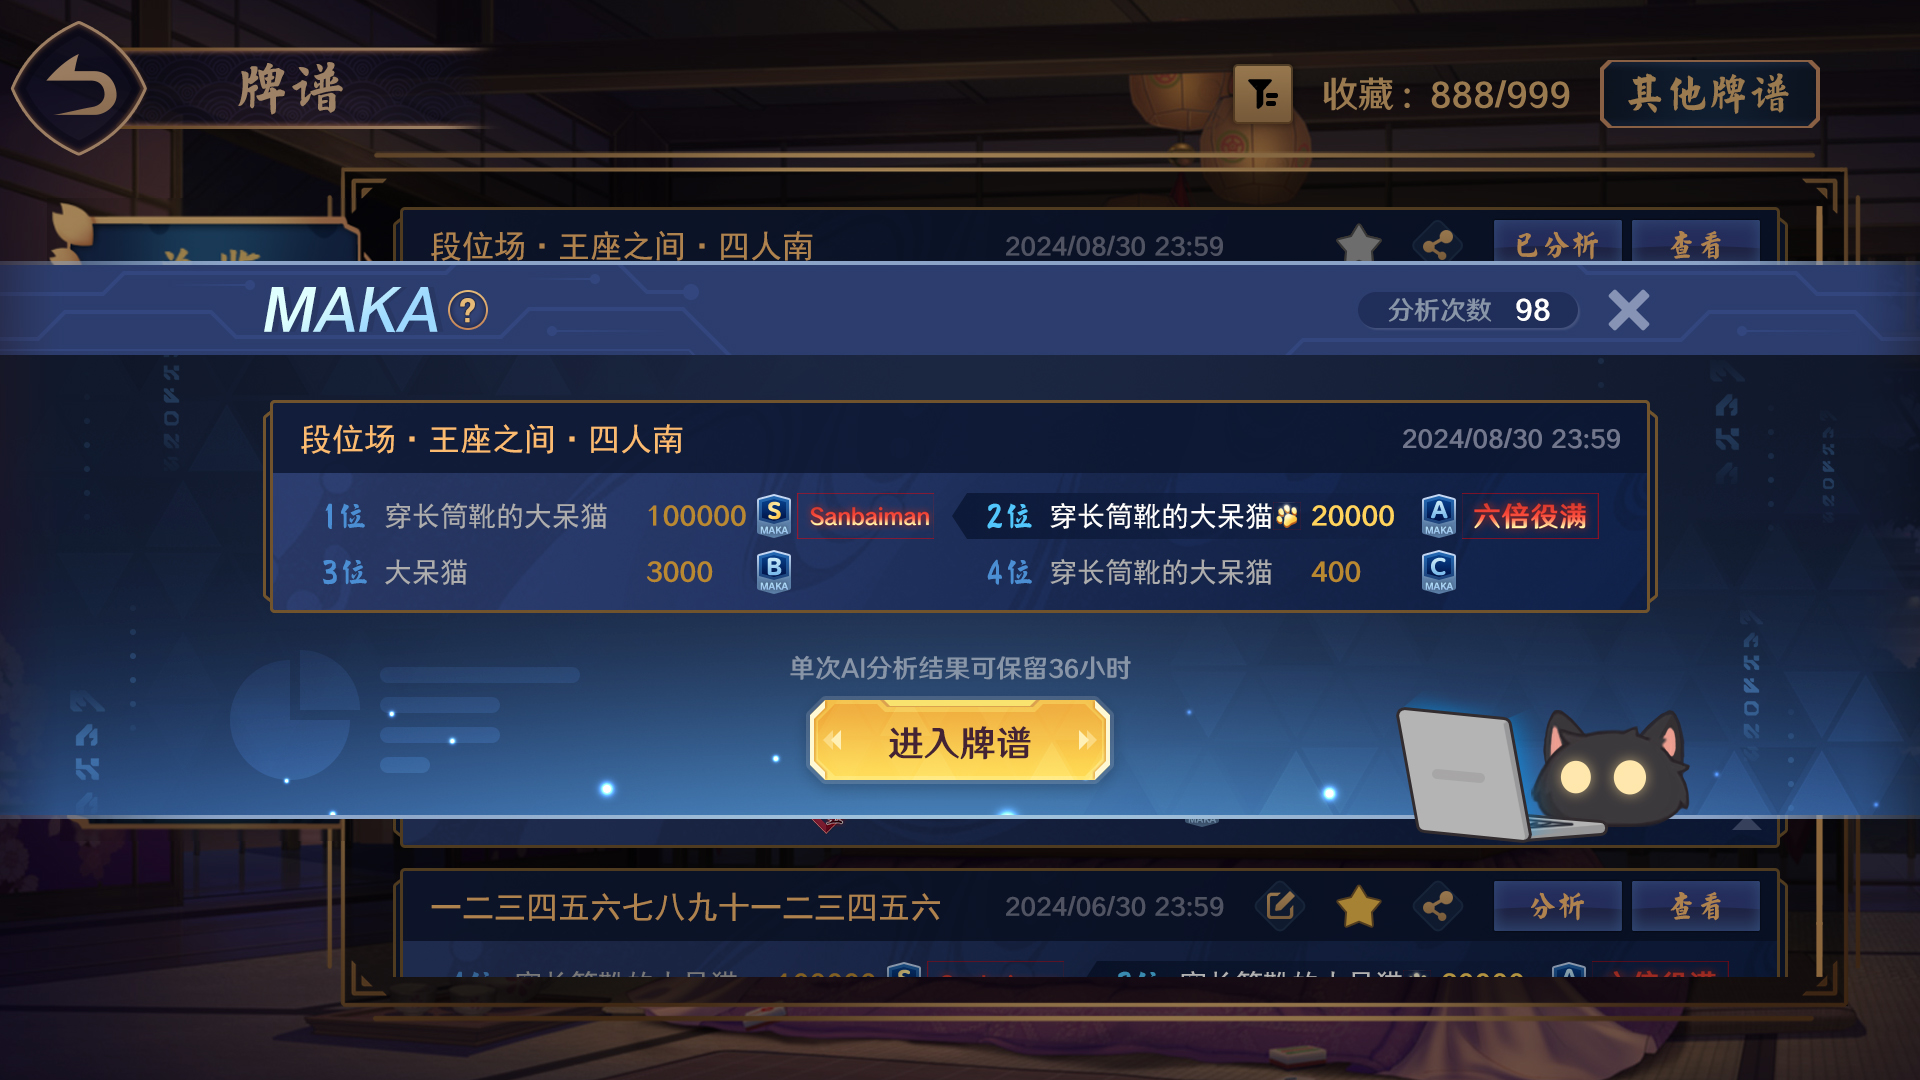 牌谱
收藏：888/999
其他牌谱
段位场·王座之间·四人南
2024/08/30 23:59
已分析
查看
MAKA
?
分析次数 98
段位场·王座之间·四人南
2024/08/30 23:59
1位 穿长筒靴的大呆猫 100000 S MAKA Sanbaiman
2位 穿长筒靴的大呆猫 20000 A MAKA 六倍役满
3位 大呆猫 3000 B MAKA
4位 穿长筒靴的大呆猫 400 C MAKA
单次AI分析结果可保留36小时
进入牌谱
MAKA
一二三四五六七八九十一二三四五六
2024/06/30 23:59
分析
查看